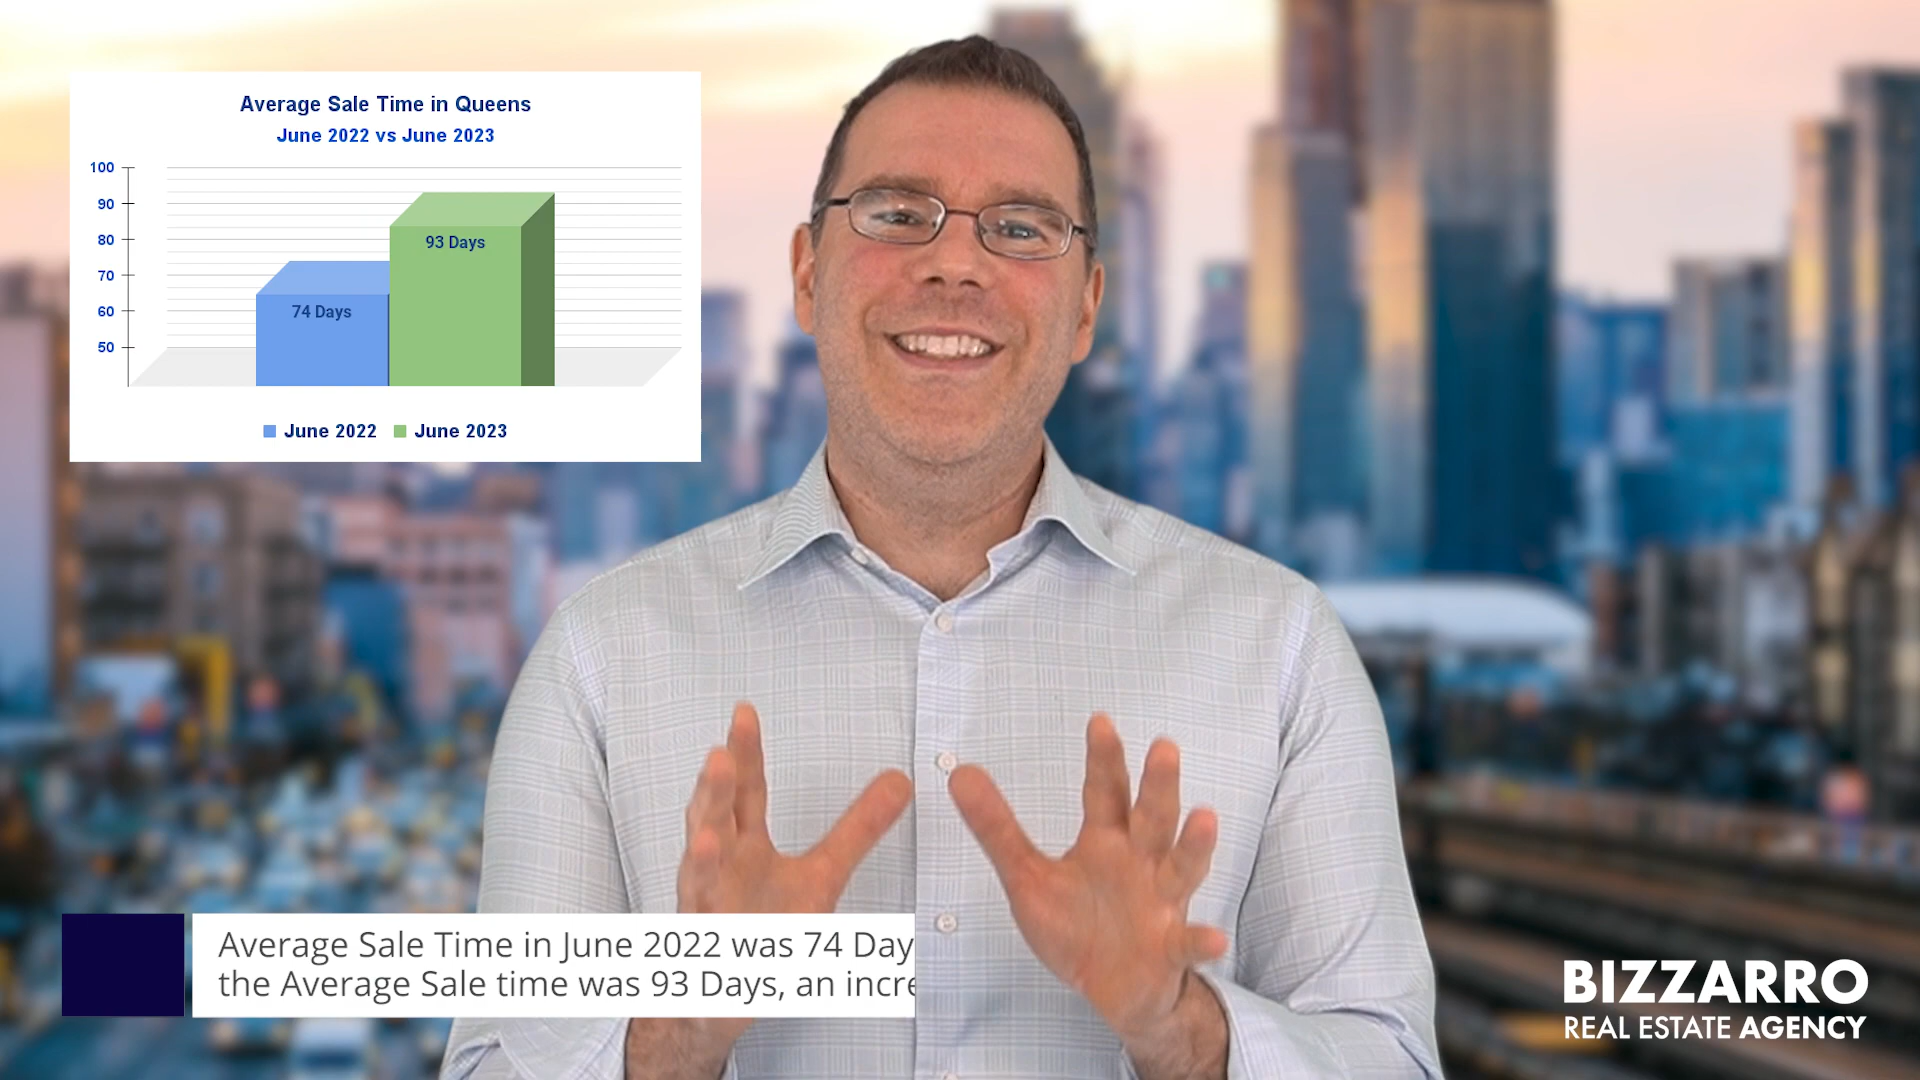 Average Sale Time in Queens
June 2022 vs June 2023
100
90
80
70
60
50
93 Days
74 Days
June 2022 June 2023
Average Sale Time in June 2022 was 74 Day
the Average Sale time was 93 Days, an incre
BIZZARRO
REAL ESTATE AGENCY